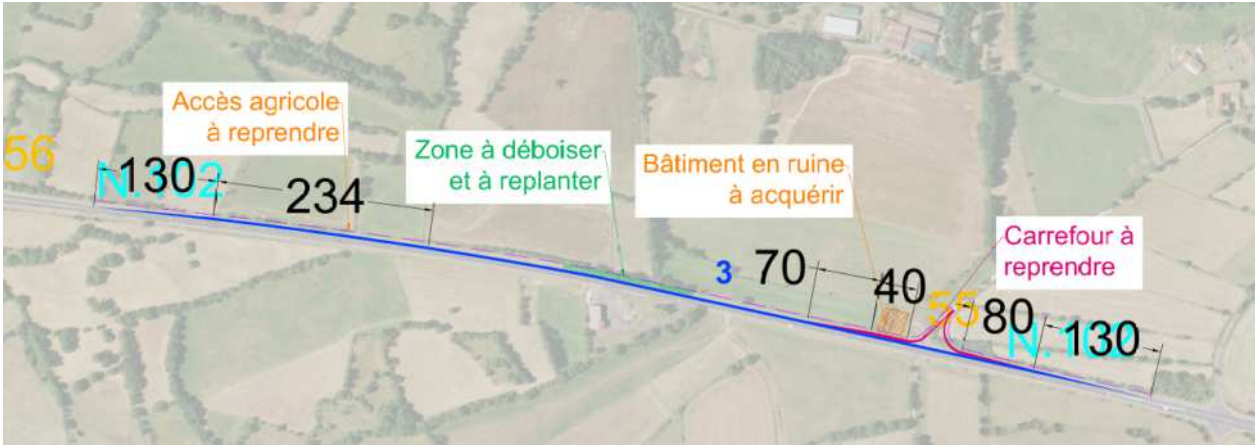 Accès agricole
à reprendre
56
N.102
130
234
Zone à déboiser
et à replanter
Bâtiment en ruine
à acquérir
3
70
40
Carrefour à
reprendre
55
80
N.102
130